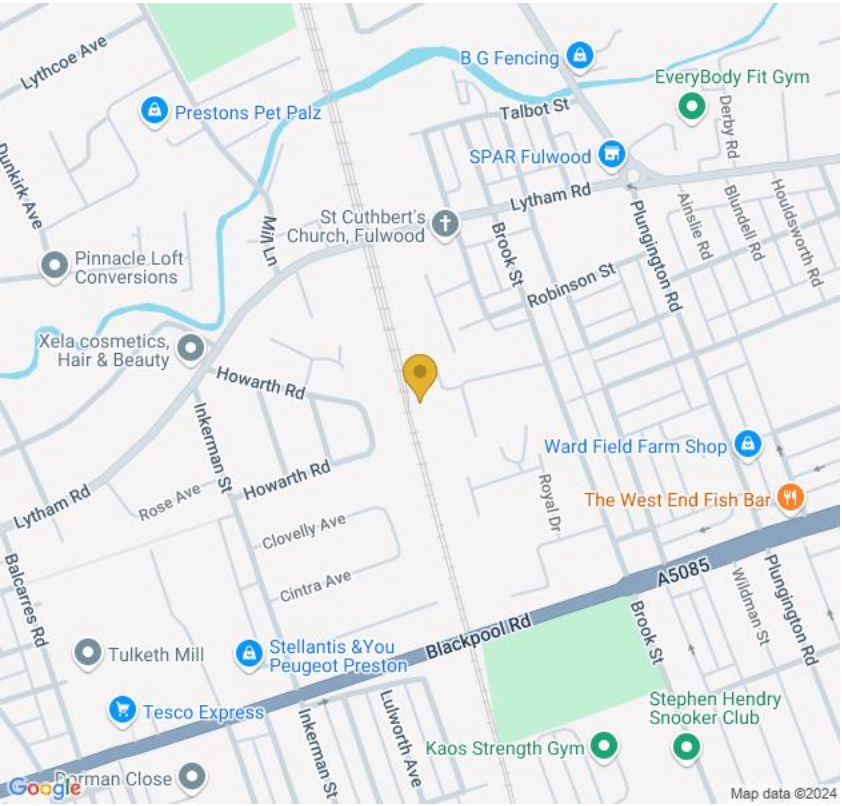 Lythcoe Ave
B G Fencing
EveryBody Fit Gym
Prestons Pet Palz
Talbot St
Derby Rd
Dunkirk Ave
SPAR Fulwood
Lytham Rd
St Cuthbert's
Church, Fulwood
Mill Ln
Brook St
Plungington Rd
Ainslie Rd
Blundell Rd
Houldsworth Rd
Pinnacle Loft
Conversions
Robinson St
Xela cosmetics,
Hair & Beauty
Howarth Rd
Inkerman St
Ward Field Farm Shop
Howarth Rd
Lytham Rd
Rose Ave
Royal Dr
The West End Fish Bar
Clovelly Ave
Balcarres Rd
Cintra Ave
A5085
Blackpool Rd
Brook St
Wildman St
Plungington Rd
Tulketh Mill
Stellantis &You
Peugeot Preston
Tesco Express
Inkerman St
Lulworth Ave
Stephen Hendry
Snooker Club
Kaos Strength Gym
Dorman Close
Google
Map data ©2024